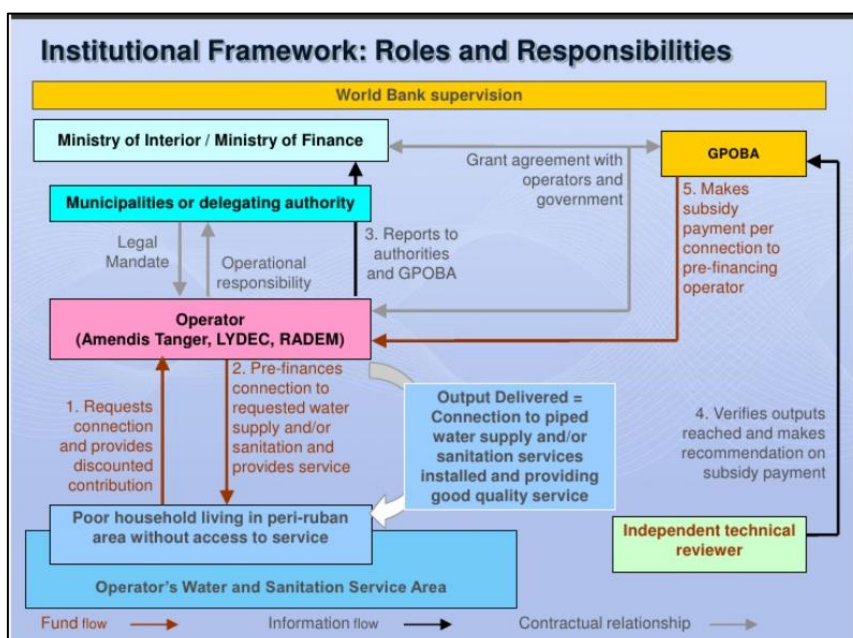 Institutional Framework: Roles and Responsibilities
World Bank supervision
Ministry of Interior / Ministry of Finance
GPOBA
Grant agreement with
operators and
government
Municipalities or delegating authority
Legal
Mandate
Operational
responsibility
3. Reports to
authorities
and GPOBA
5. Makes
subsidy
payment per
connection to
pre-financing
operator
Operator
(Amendis Tanger, LYDEC, RADEM)
1. Requests
connection
and provides
discounted
contribution
2. Pre-finances
connection to
requested water
supply and/or
sanitation and
provides service
Output Delivered =
Connection to piped
water supply and/or
sanitation services
installed and providing
good quality service
4. Verifies outputs
reached and makes
recommendation on
subsidy payment
Poor household living in peri-ruban
area without access to service
Independent technical
reviewer
Operator's Water and Sanitation Service Area
Fund flow
Information flow
Contractual relationship